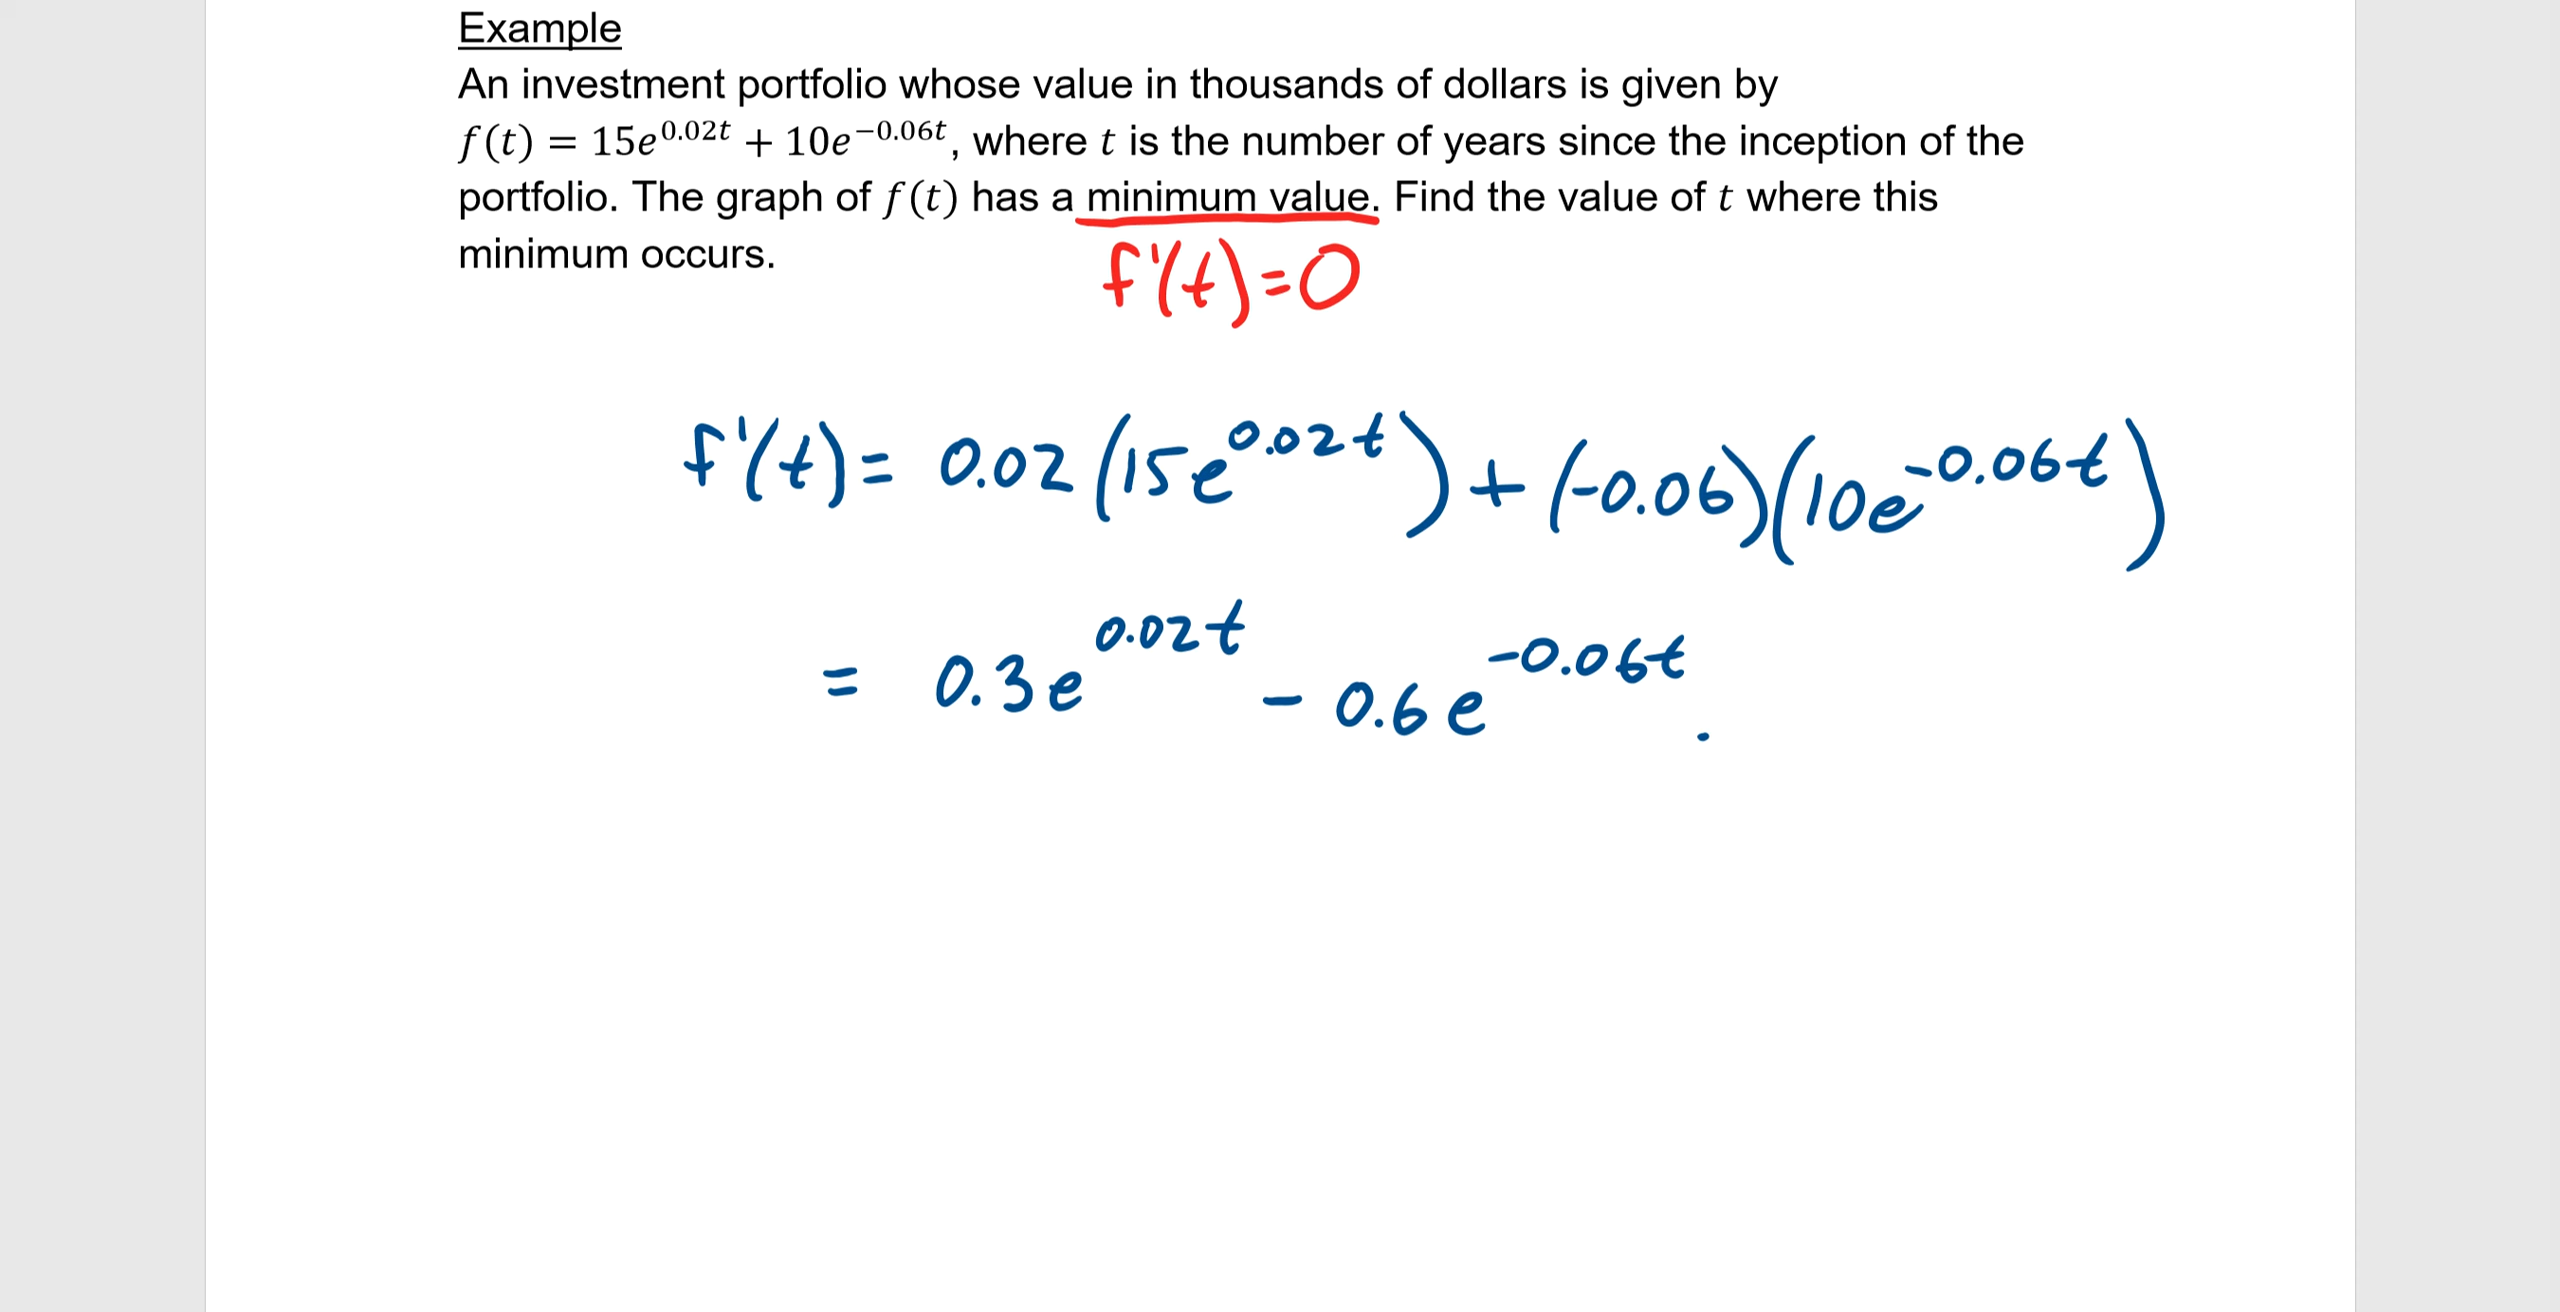 Example
An investment portfolio whose value in thousands of dollars is given by
f(t) = 15e^{0.02t} + 10e^{−0.06t}, where t is the number of years since the inception of the
portfolio. The graph of f(t) has a minimum value. Find the value of t where this
minimum occurs.
f'(t)=0
f'(t)= 0.02(15e^{0.02t})+(-0.06)(10e^{-0.06t})
= 0.3e^{0.02t} - 0.6e^{-0.06t}.